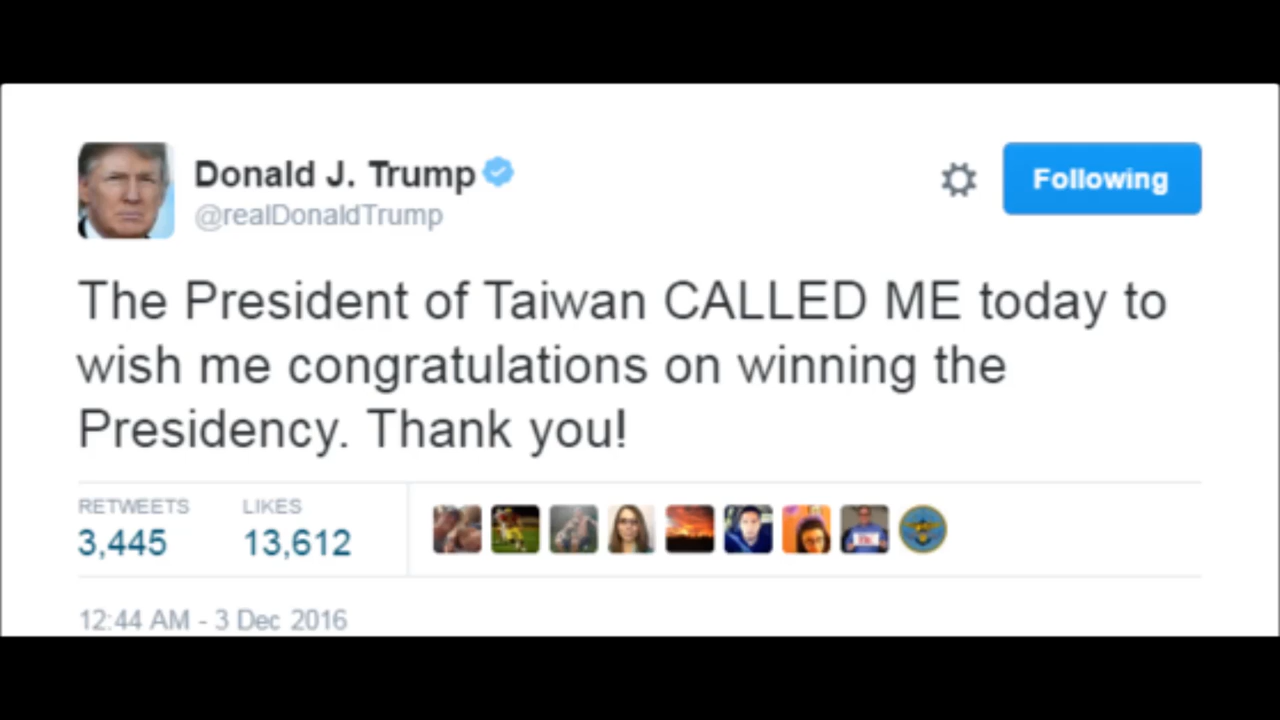 Donald J. Trump
@realDonaldTrump
Following
The President of Taiwan CALLED ME today to
wish me congratulations on winning the
Presidency. Thank you!
RETWEETS LIKES
3,445 13,612
12:44 AM - 3 Dec 2016